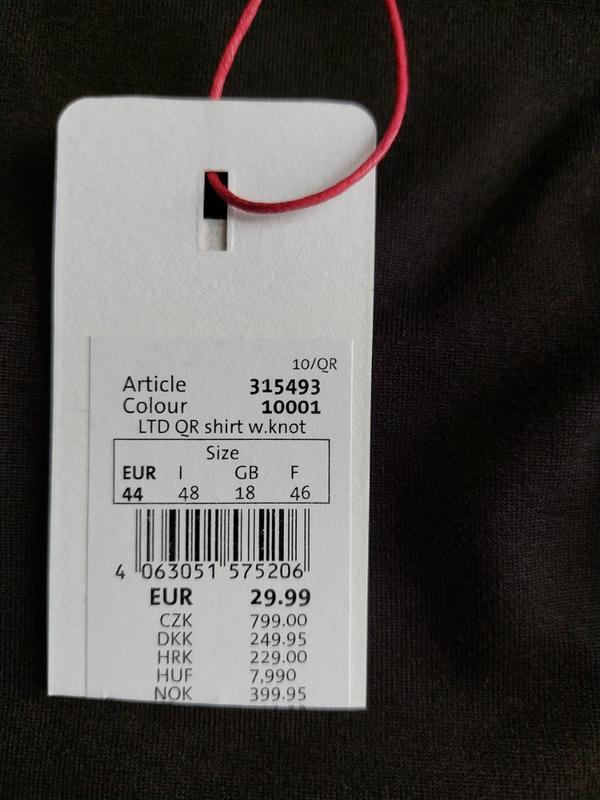 10/QR
Article 315493
Colour 10001
LTD QR shirt w.knot
Size
EUR I GB F
44 48 18 46
4 063051 575206
EUR 29.99
CZK 799.00
DKK 249.95
HRK 229.00
HUF 7,990
NOK 399.95